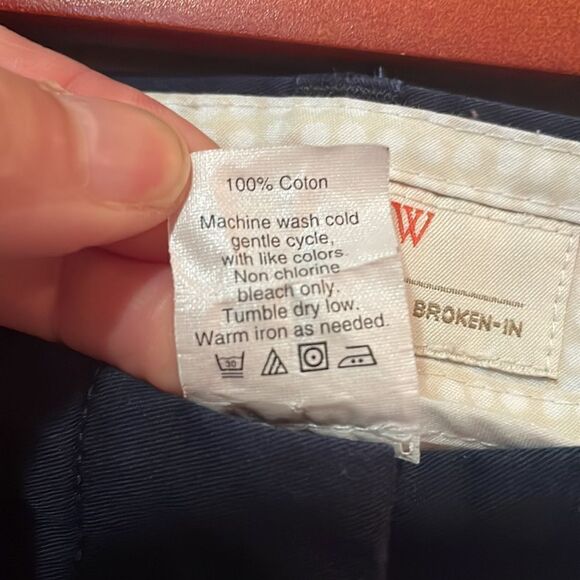 100% Coton
Machine wash cold
gentle cycle,
with like colors.
Non chlorine
bleach only.
Tumble dry low.
Warm iron as needed.
30
W
BROKEN-IN